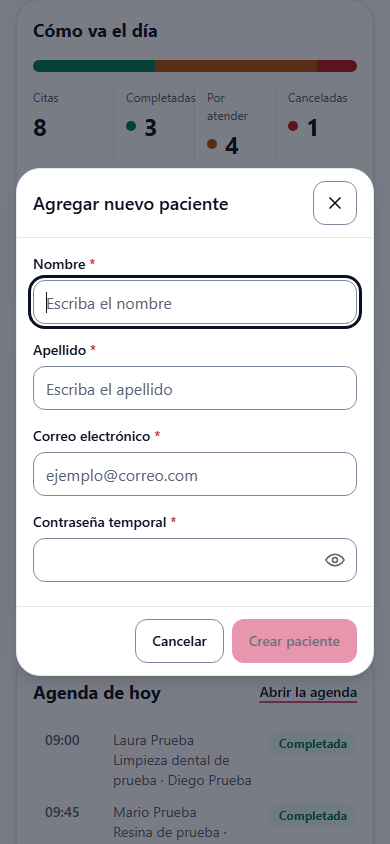 Cómo va el día
Citas
8
Completadas
3
Por
atender
4
Canceladas
1
Agregar nuevo paciente
Nombre *
Escriba el nombre
Apellido *
Escriba el apellido
Correo electrónico *
ejemplo@correo.com
Contraseña temporal *
Cancelar
Crear paciente
Agenda de hoy
Abrir la agenda
09:00
Laura Prueba
Limpieza dental de
prueba · Diego Prueba
Completada
09:45
Mario Prueba
Resina de prueba ·
Completada